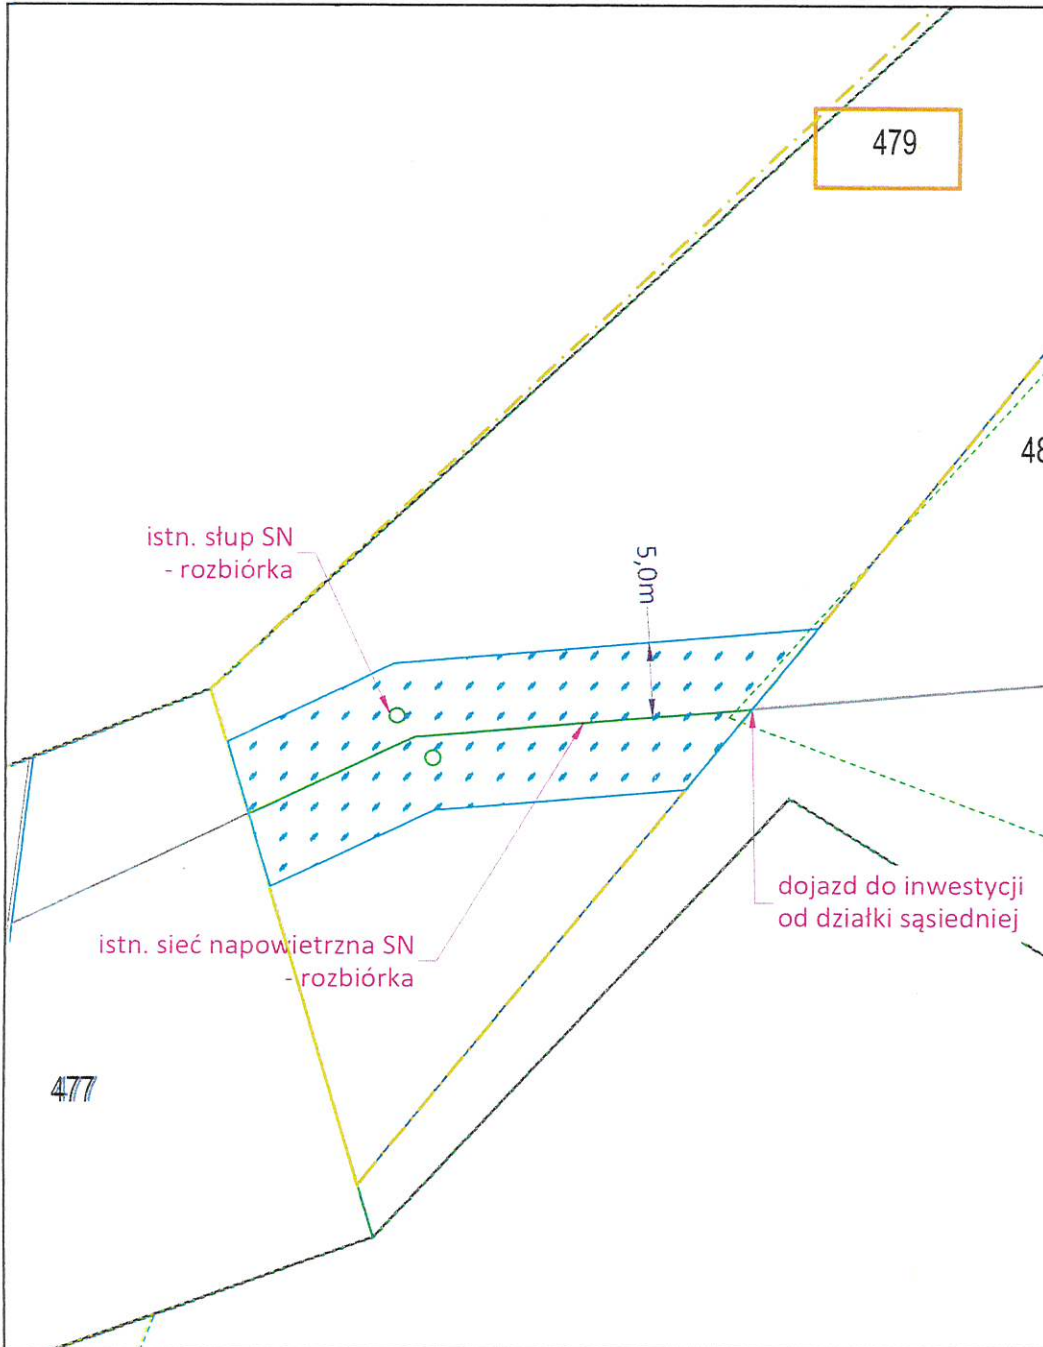 479
48
istn. słup SN
- rozbiórka
5,0m
dojazd do inwestycji
od działki sąsiedniej
istn. sieć napowietrzna SN
- rozbiórka
477